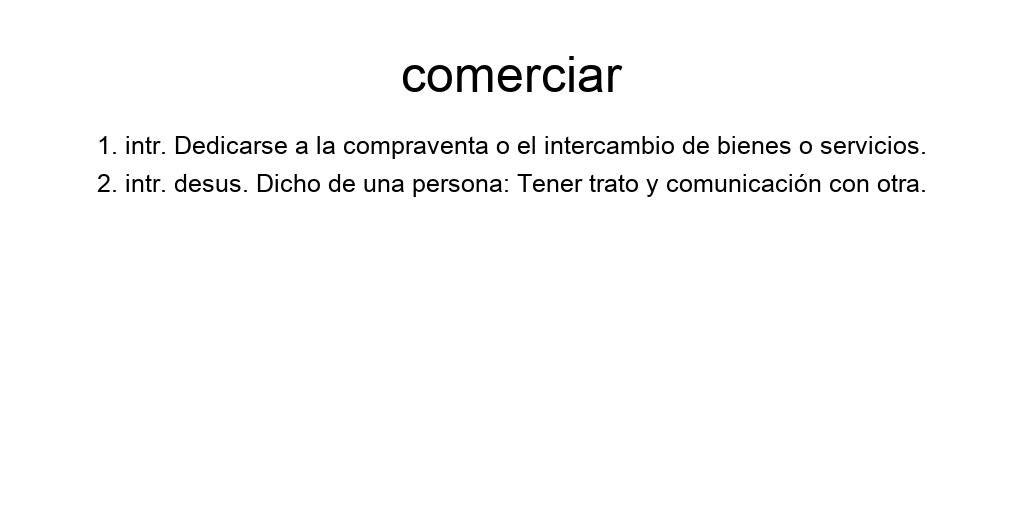 comerciar
1. intr. Dedicarse a la compraventa o el intercambio de bienes o servicios.
2. intr. desus. Dicho de una persona: Tener trato y comunicación con otra.